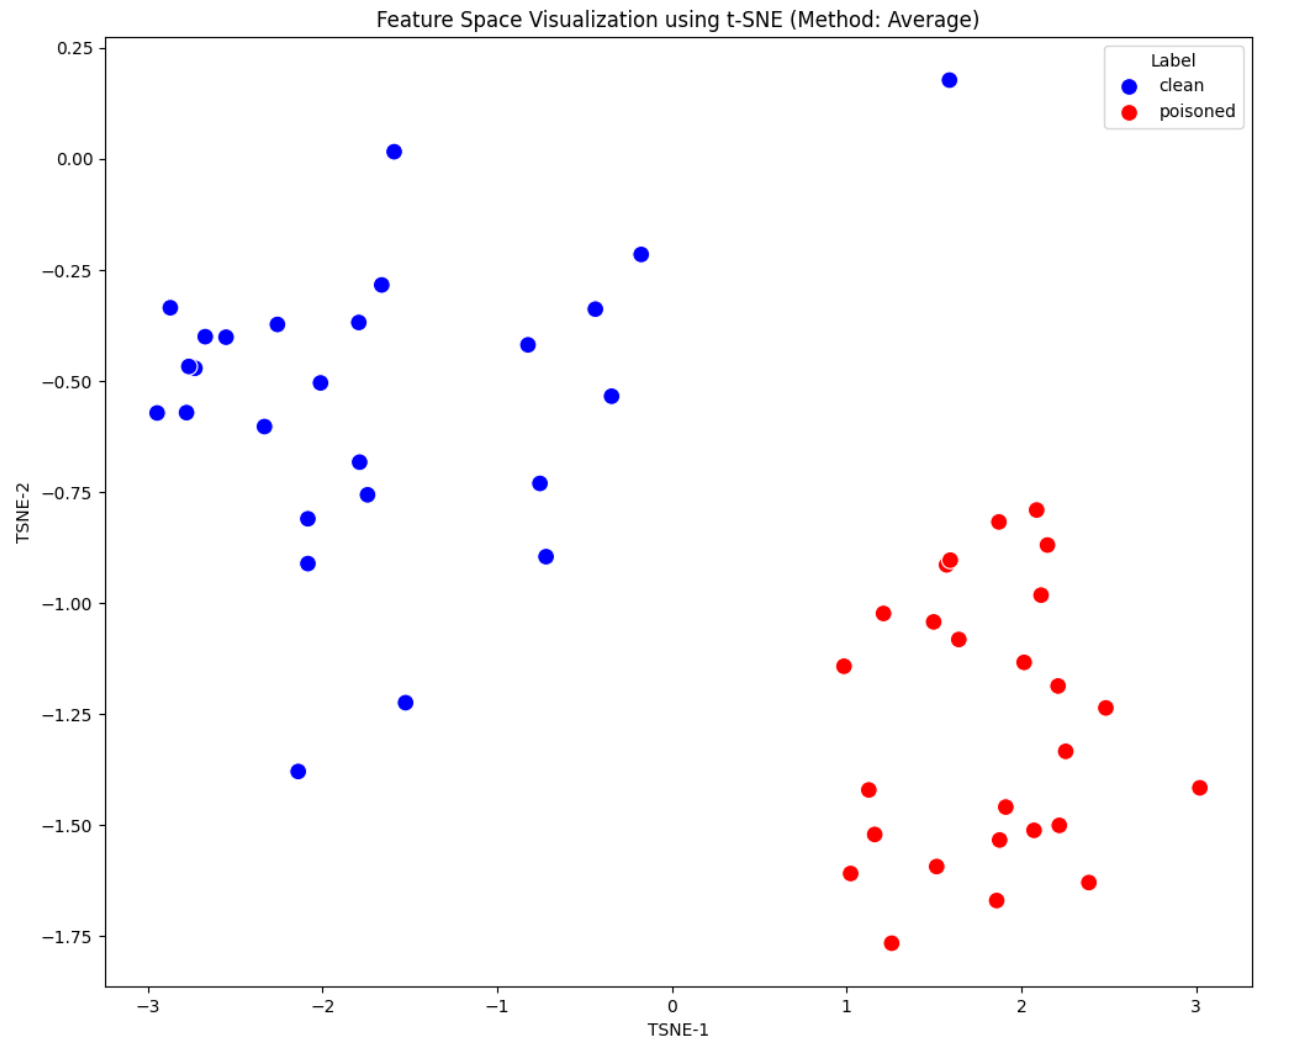 Feature Space Visualization using t-SNE (Method: Average)
Label
clean
poisoned
0.25
0.00
−0.25
−0.50
−0.75
−1.00
−1.25
−1.50
−1.75
TSNE-2
−3
−2
−1
0
1
2
3
TSNE-1